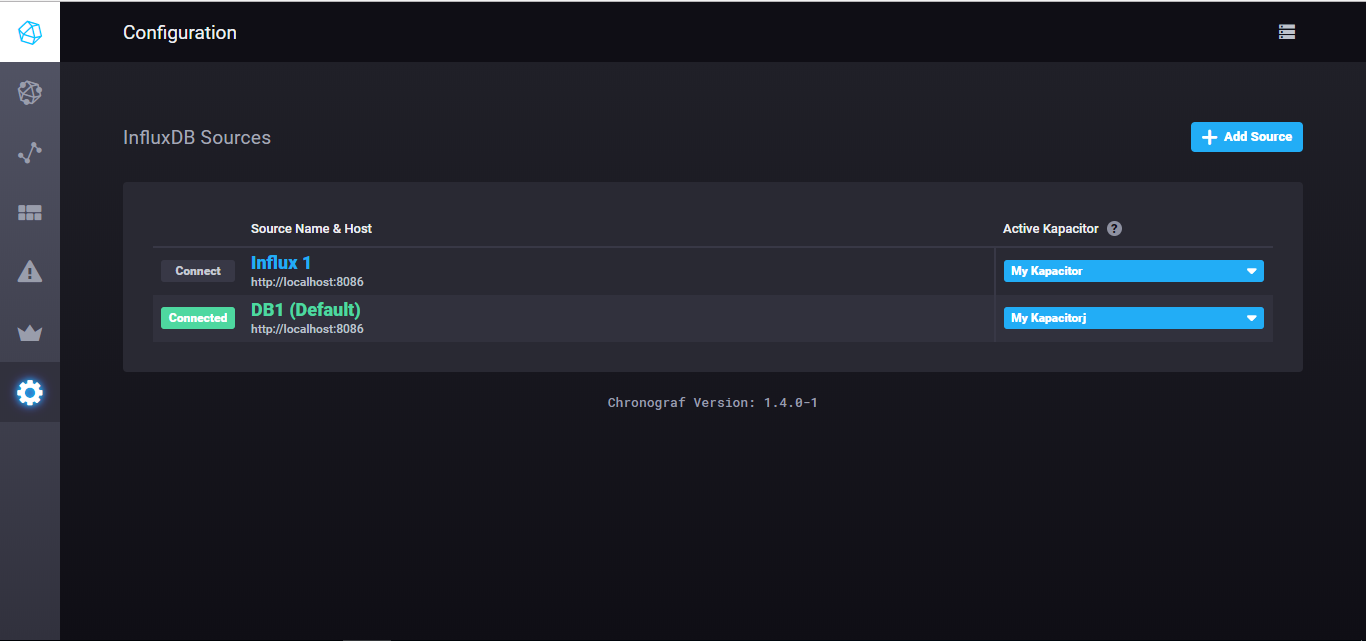 Configuration
InfluxDB Sources
Add Source
Source Name & Host
Active Kapacitor ?
Connect
Influx 1
http://localhost:8086
My Kapacitor
Connected
DB1 (Default)
http://localhost:8086
My Kapacitorj
Chronograf Version: 1.4.0-1